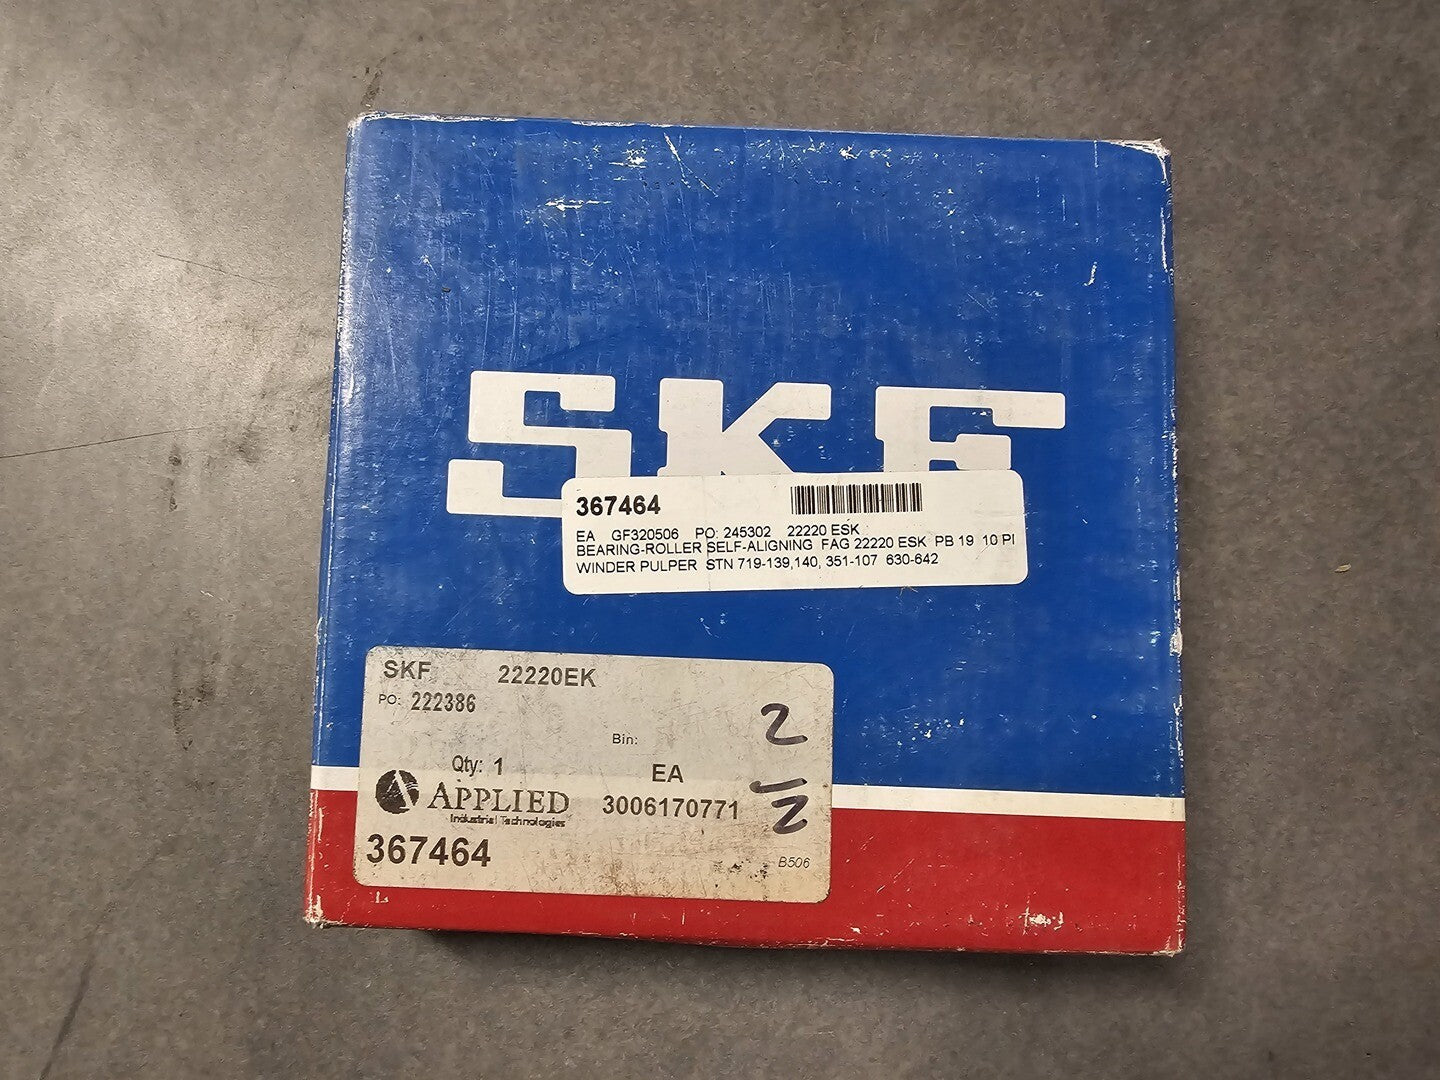 SKF
367464
EA GF320506 PO: 245302 22220 ESK
BEARING-ROLLER SELF-ALIGNING FAG 22220 ESK PB 19 10 PI
WINDER PULPER STN 719-139,140, 351-107 630-642
SKF 22220EK
PO: 222386
Bin:
2
Qty: 1 EA
APPLIED 3006170771
Industrial Technologies
2
367464
B506